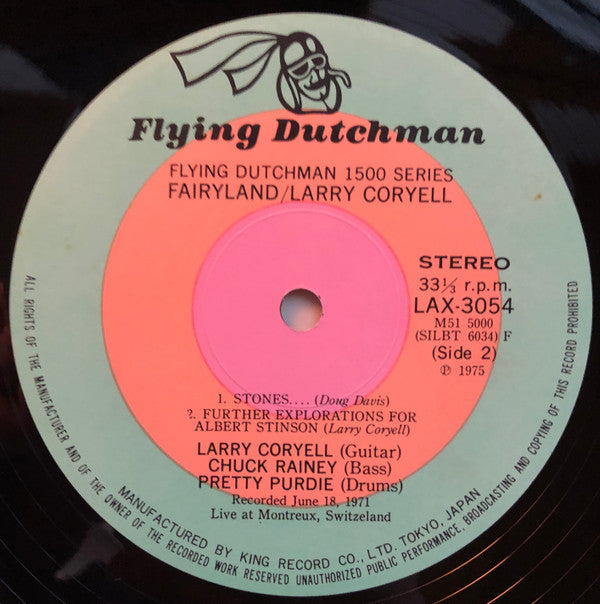 Flying Dutchman
FLYING DUTCHMAN 1500 SERIES
FAIRYLAND/LARRY CORYELL
STEREO
33⅓ r.p.m.
LAX-3054
M51 5000
(SILBT 6034) F
(Side 2)
℗ 1975
1. STONES.... (Doug Davis)
2. FURTHER EXPLORATIONS FOR
ALBERT STINSON (Larry Coryell)
LARRY CORYELL (Guitar)
CHUCK RAINEY (Bass)
PRETTY PURDIE (Drums)
Recorded June 18, 1971
Live at Montreux, Switzeland
ALL RIGHTS OF THE MANUFACTURER AND OF THE OWNER OF THE RECORDED WORK RESERVED UNAUTHORIZED PUBLIC PERFORMANCE, BROADCASTING AND COPYING OF THIS RECORD PROHIBITED
MANUFACTURED BY KING RECORD CO., LTD. TOKYO, JAPAN